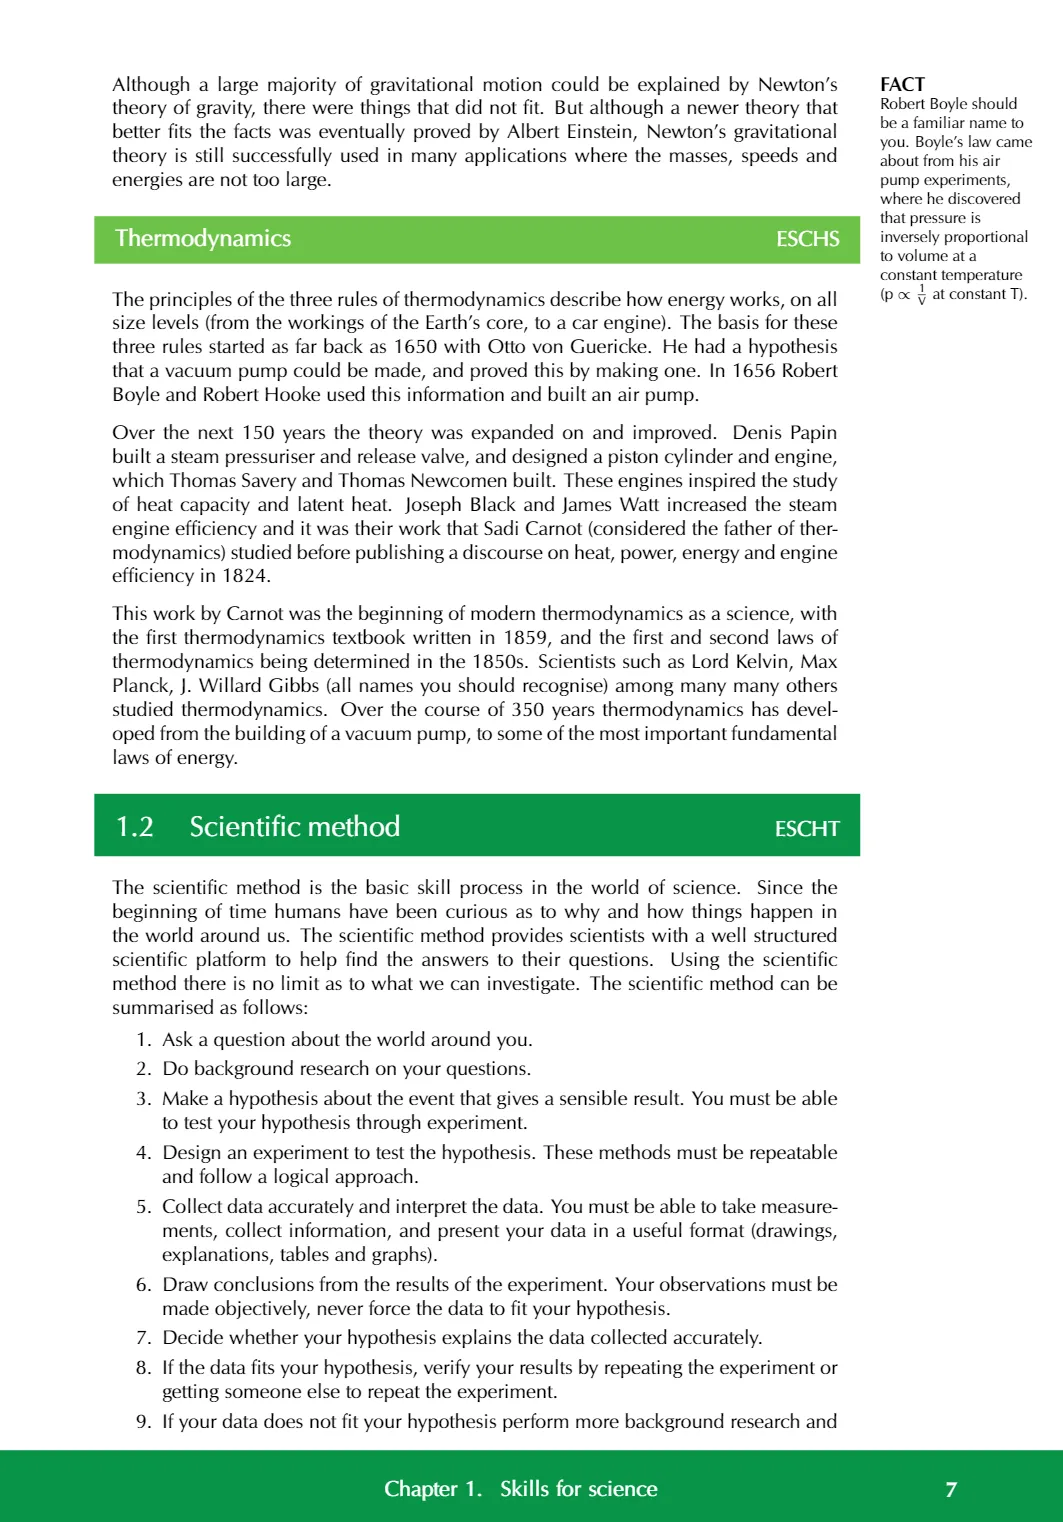 Although a large majority of gravitational motion could be explained by Newton's
theory of gravity, there were things that did not fit. But although a newer theory that
better fits the facts was eventually proved by Albert Einstein, Newton's gravitational
theory is still successfully used in many applications where the masses, speeds and
energies are not too large.
FACT
Robert Boyle should
be a familiar name to
you. Boyle's law came
about from his air
pump experiments,
where he discovered
that pressure is
inversely proportional
to volume at a
constant temperature
(p ∝ 1/V at constant T).
Thermodynamics ESCHS
The principles of the three rules of thermodynamics describe how energy works, on all
size levels (from the workings of the Earth's core, to a car engine). The basis for these
three rules started as far back as 1650 with Otto von Guericke. He had a hypothesis
that a vacuum pump could be made, and proved this by making one. In 1656 Robert
Boyle and Robert Hooke used this information and built an air pump.
Over the next 150 years the theory was expanded on and improved. Denis Papin
built a steam pressuriser and release valve, and designed a piston cylinder and engine,
which Thomas Savery and Thomas Newcomen built. These engines inspired the study
of heat capacity and latent heat. Joseph Black and James Watt increased the steam
engine efficiency and it was their work that Sadi Carnot (considered the father of ther-
modynamics) studied before publishing a discourse on heat, power, energy and engine
efficiency in 1824.
This work by Carnot was the beginning of modern thermodynamics as a science, with
the first thermodynamics textbook written in 1859, and the first and second laws of
thermodynamics being determined in the 1850s. Scientists such as Lord Kelvin, Max
Planck, J. Willard Gibbs (all names you should recognise) among many many others
studied thermodynamics. Over the course of 350 years thermodynamics has devel-
oped from the building of a vacuum pump, to some of the most important fundamental
laws of energy.
1.2 Scientific method ESCHT
The scientific method is the basic skill process in the world of science. Since the
beginning of time humans have been curious as to why and how things happen in
the world around us. The scientific method provides scientists with a well structured
scientific platform to help find the answers to their questions. Using the scientific
method there is no limit as to what we can investigate. The scientific method can be
summarised as follows:
1. Ask a question about the world around you.
2. Do background research on your questions.
3. Make a hypothesis about the event that gives a sensible result. You must be able
to test your hypothesis through experiment.
4. Design an experiment to test the hypothesis. These methods must be repeatable
and follow a logical approach.
5. Collect data accurately and interpret the data. You must be able to take measure-
ments, collect information, and present your data in a useful format (drawings,
explanations, tables and graphs).
6. Draw conclusions from the results of the experiment. Your observations must be
made objectively, never force the data to fit your hypothesis.
7. Decide whether your hypothesis explains the data collected accurately.
8. If the data fits your hypothesis, verify your results by repeating the experiment or
getting someone else to repeat the experiment.
9. If your data does not fit your hypothesis perform more background research and
Chapter 1. Skills for science 7